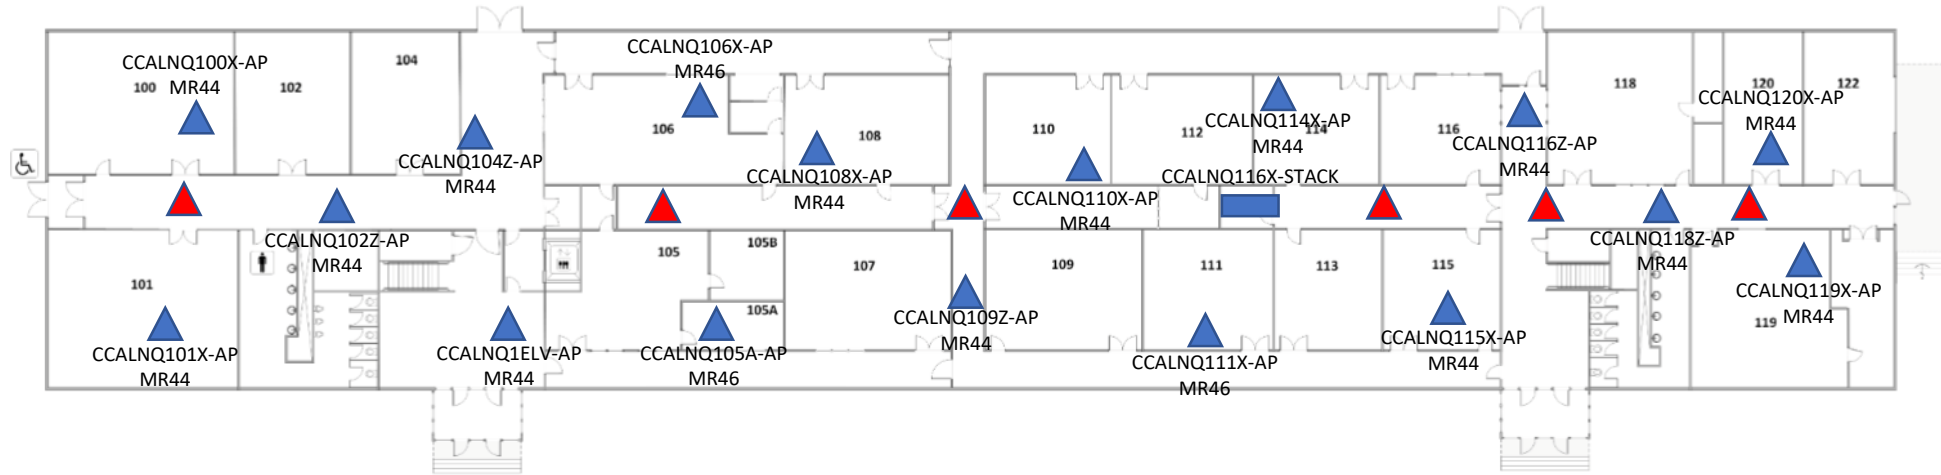 CCALNQ100X-AP
MR44
100
102
104
CCALNQ104Z-AP
MR44
CCALNQ106X-AP
MR46
106
108
CCALNQ108X-AP
MR44
110
CCALNQ110X-AP
MR44
112
CCALNQ114X-AP
MR44
114
116
CCALNQ116X-STACK
CCALNQ116Z-AP
MR44
118
120
CCALNQ120X-AP
MR44
122
CCALNQ102Z-AP
MR44
101
CCALNQ101X-AP
MR44
CCALNQ1ELV-AP
MR44
105
105B
105A
CCALNQ105A-AP
MR46
107
CCALNQ109Z-AP
MR44
109
111
CCALNQ111X-AP
MR46
113
115
CCALNQ115X-AP
MR44
CCALNQ118Z-AP
MR44
CCALNQ119X-AP
MR44
119